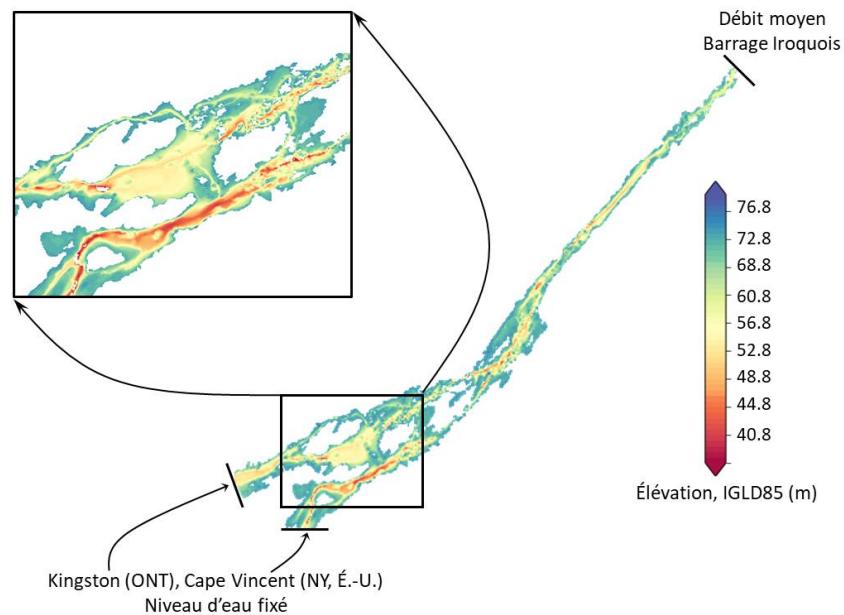 Débit moyen
Barrage Iroquois
76.8
72.8
68.8
60.8
56.8
52.8
48.8
44.8
40.8
Élévation, IGLD85 (m)
Kingston (ONT), Cape Vincent (NY, É.-U.)
Niveau d'eau fixé